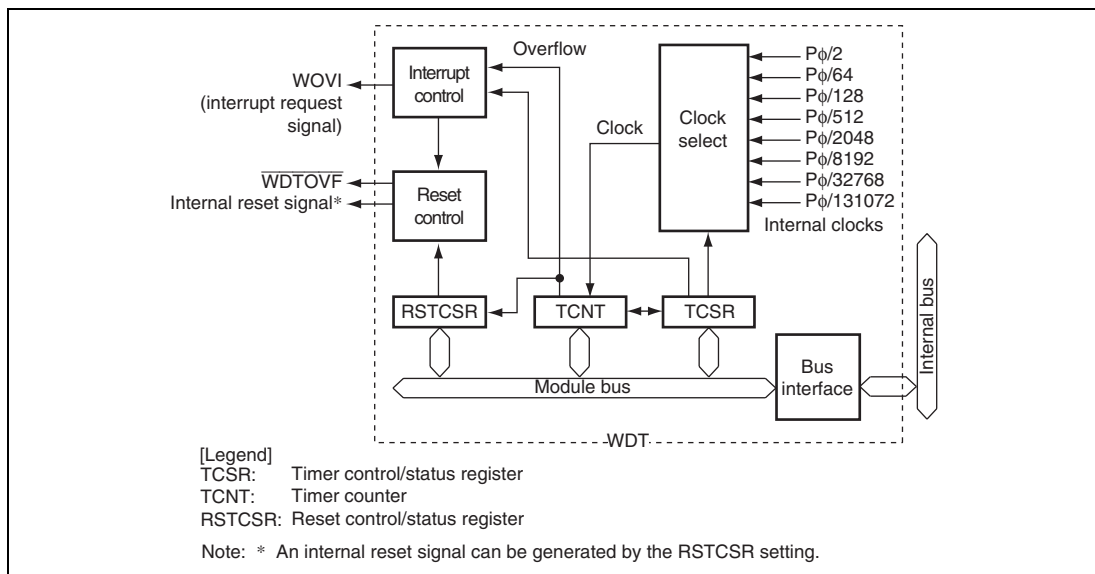 Overflow
Interrupt
control
WOVI
(interrupt request
signal)
Clock
Clock
select
Pϕ/2
Pϕ/64
Pϕ/128
Pϕ/512
Pϕ/2048
Pϕ/8192
Pϕ/32768
Pϕ/131072
Internal clocks
WDTOVF
Internal reset signal*
Reset
control
RSTCSR
TCNT
TCSR
Module bus
Bus
interface
Internal bus
WDT
[Legend]
TCSR: Timer control/status register
TCNT: Timer counter
RSTCSR: Reset control/status register
Note: * An internal reset signal can be generated by the RSTCSR setting.